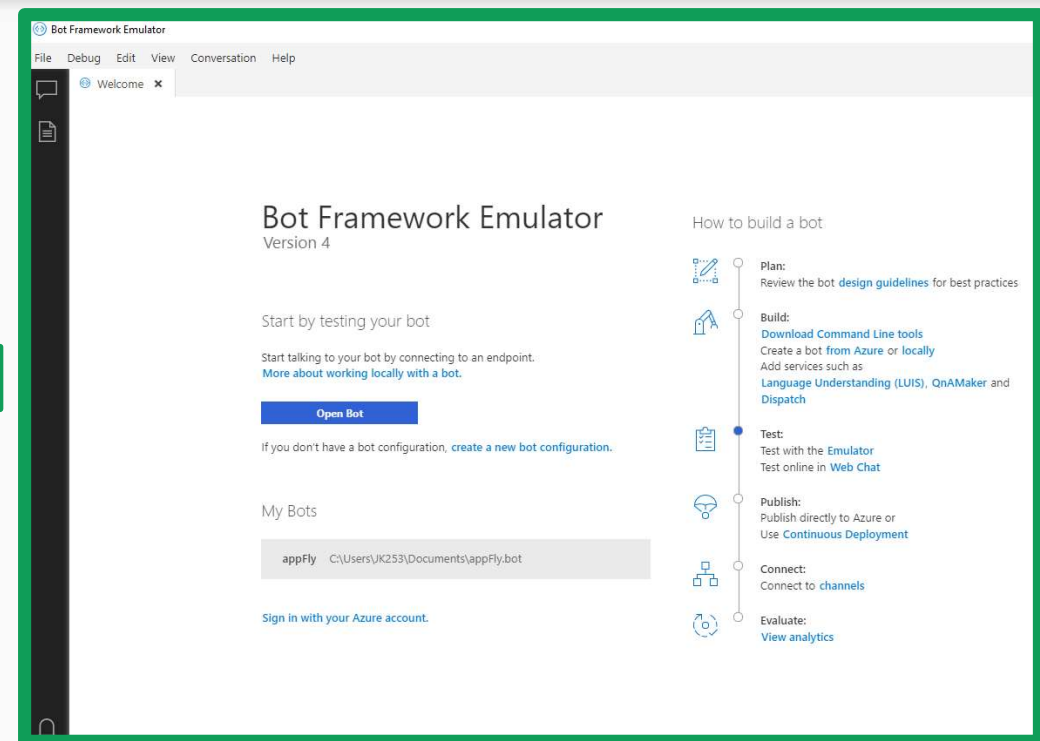 Bot Framework Emulator
File Debug Edit View Conversation Help
Welcome
Bot Framework Emulator
Version 4
Start by testing your bot
Start talking to your bot by connecting to an endpoint.
More about working locally with a bot.
Open Bot
If you don't have a bot configuration, create a new bot configuration.
My Bots
appFly C:\Users\JK253\Documents\appFly.bot
Sign in with your Azure account.
How to build a bot
Plan:
Review the bot design guidelines for best practices
Build:
Download Command Line tools
Create a bot from Azure or locally
Add services such as
Language Understanding (LUIS), QnAMaker and
Dispatch
Test:
Test with the Emulator
Test online in Web Chat
Publish:
Publish directly to Azure or
Use Continuous Deployment
Connect:
Connect to channels
Evaluate:
View analytics